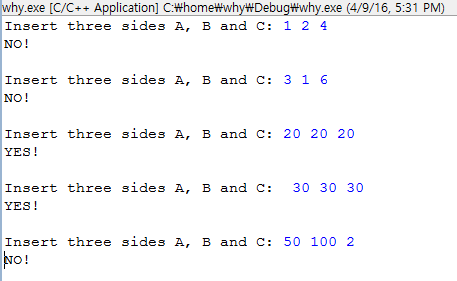 why.exe [C/C++ Application] C:₩home₩why₩Debug₩why.exe (4/9/16, 5:31 PM)
Insert three sides A, B and C: 1 2 4
NO!
Insert three sides A, B and C: 3 1 6
NO!
Insert three sides A, B and C: 20 20 20
YES!
Insert three sides A, B and C:  30 30 30
YES!
Insert three sides A, B and C: 50 100 2
NO!